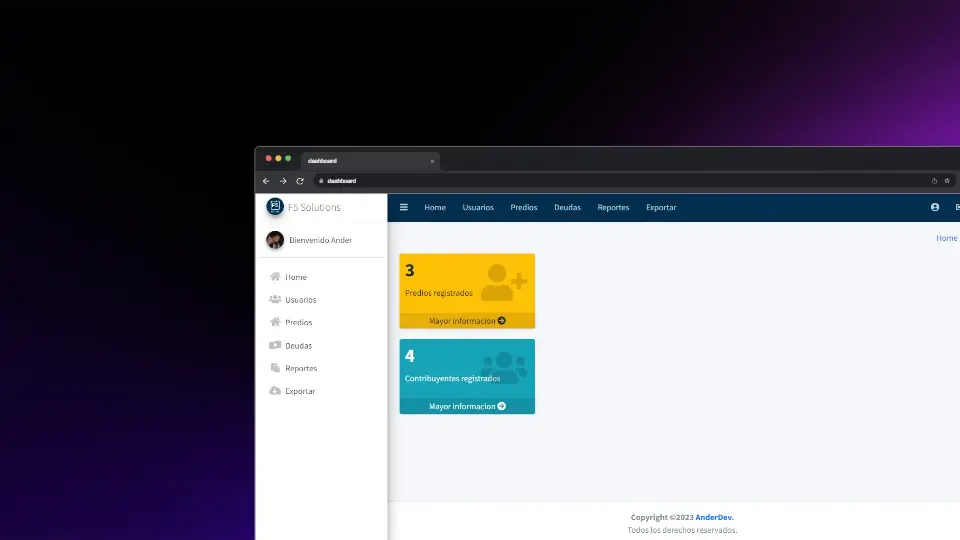 dashboard
dashboard
F5 Solutions
Home Usuarios Predios Deudas Reportes Exportar
Bienvenido Ander
Home
Home
Usuarios
Predios
Deudas
Reportes
Exportar
3
Predios registrados
Mayor informacion
4
Contribuyentes registrados
Mayor informacion
Copyright ©2023 AnderDev.
Todos los derechos reservados.